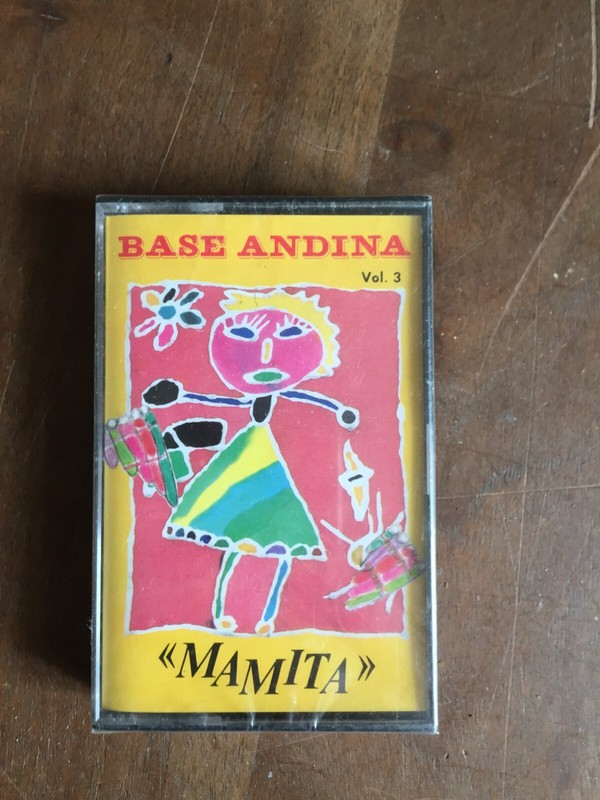 BASE ANDINA
Vol. 3
«MAMITA»